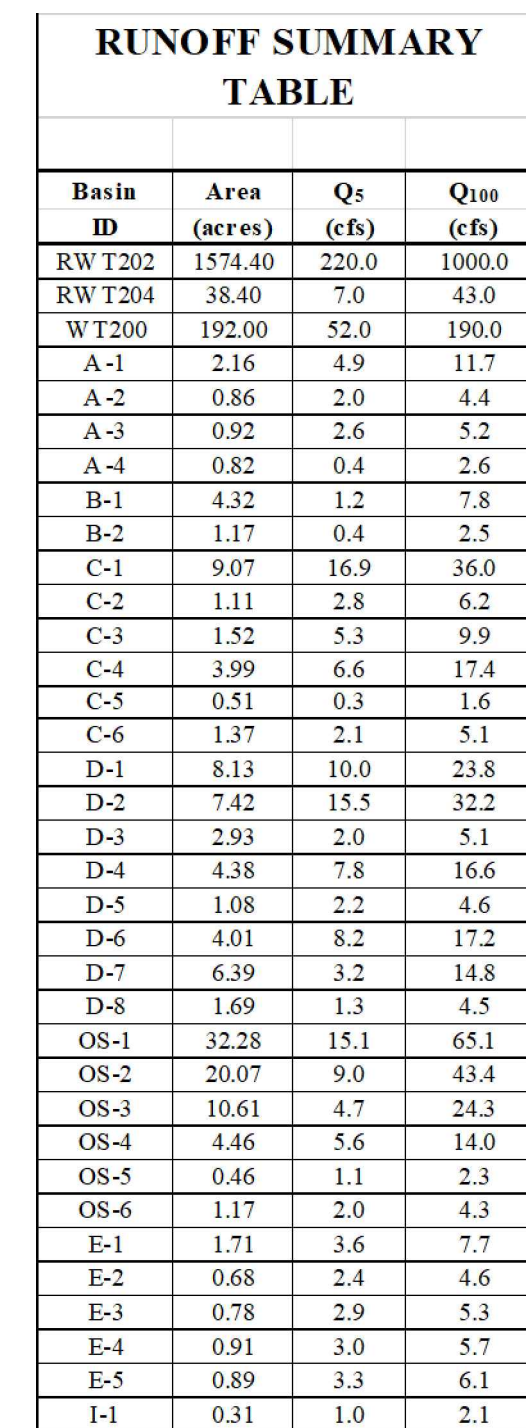 RUNOFF SUMMARY
TABLE
Basin Area Q₅ Q₁₀₀
ID (acres) (cfs) (cfs)
RWT202 1574.40 220.0 1000.0
RWT204 38.40 7.0 43.0
WT200 192.00 52.0 190.0
A-1 2.16 4.9 11.7
A-2 0.86 2.0 4.4
A-3 0.92 2.6 5.2
A-4 0.82 0.4 2.6
B-1 4.32 1.2 7.8
B-2 1.17 0.4 2.5
C-1 9.07 16.9 36.0
C-2 1.11 2.8 6.2
C-3 1.52 5.3 9.9
C-4 3.99 6.6 17.4
C-5 0.51 0.3 1.6
C-6 1.37 2.1 5.1
D-1 8.13 10.0 23.8
D-2 7.42 15.5 32.2
D-3 2.93 2.0 5.1
D-4 4.38 7.8 16.6
D-5 1.08 2.2 4.6
D-6 4.01 8.2 17.2
D-7 6.39 3.2 14.8
D-8 1.69 1.3 4.5
OS-1 32.28 15.1 65.1
OS-2 20.07 9.0 43.4
OS-3 10.61 4.7 24.3
OS-4 4.46 5.6 14.0
OS-5 0.46 1.1 2.3
OS-6 1.17 2.0 4.3
E-1 1.71 3.6 7.7
E-2 0.68 2.4 4.6
E-3 0.78 2.9 5.3
E-4 0.91 3.0 5.7
E-5 0.89 3.3 6.1
I-1 0.31 1.0 2.1